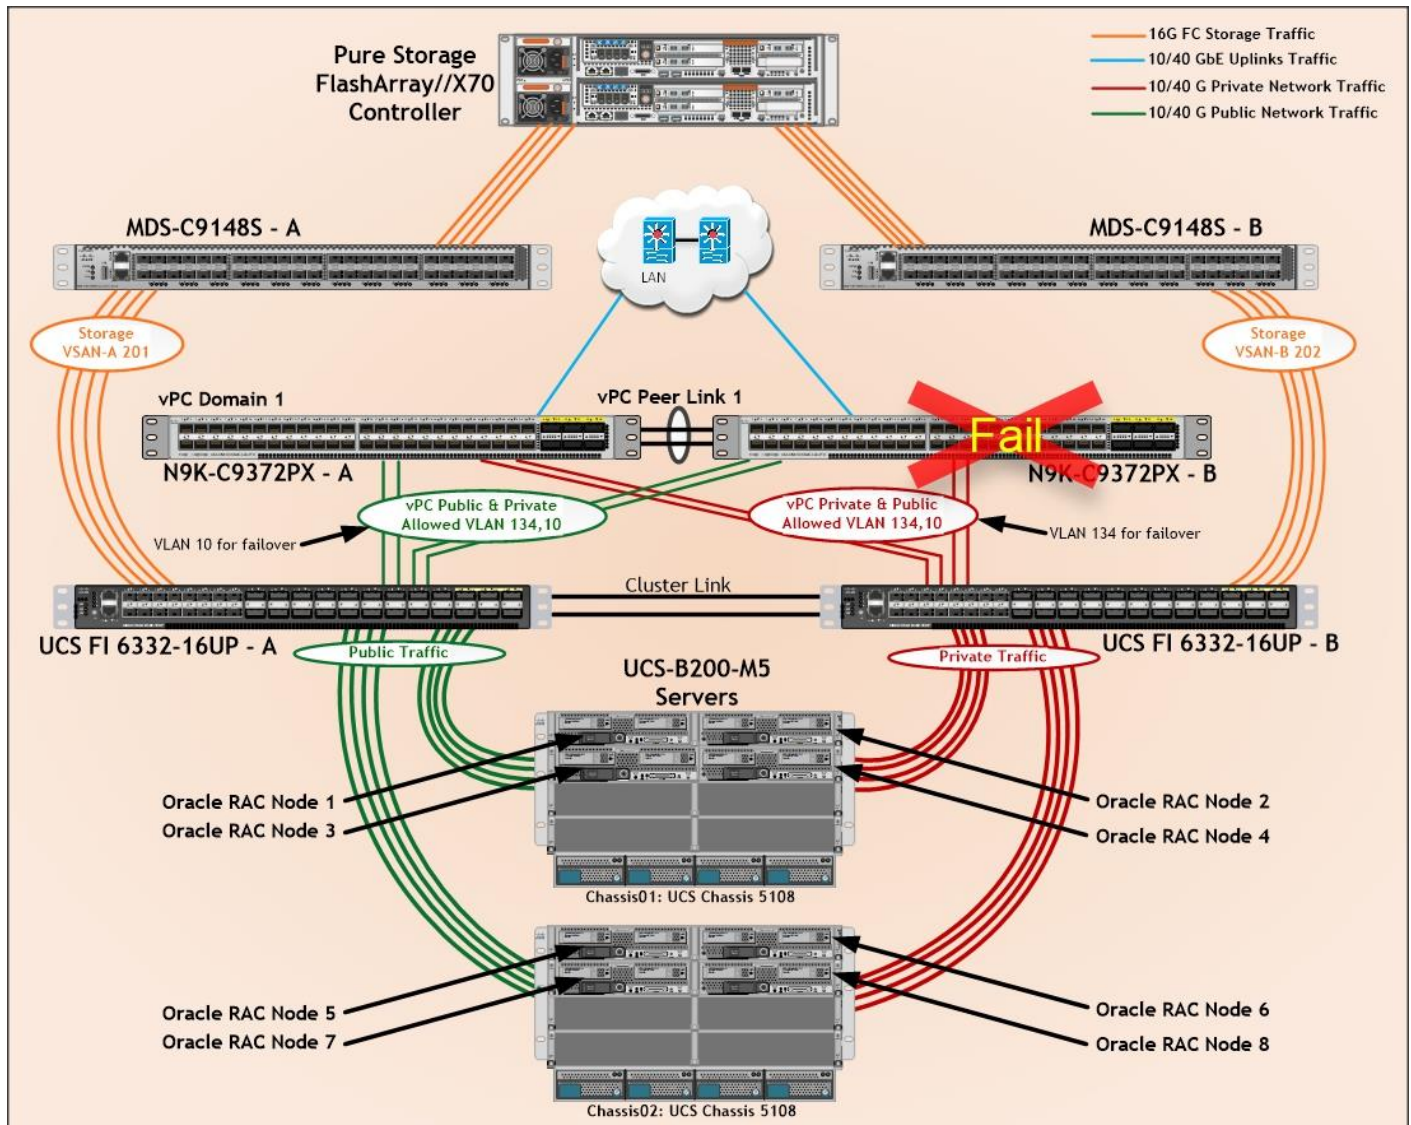 Pure Storage
FlashArray//X70
Controller
16G FC Storage Traffic
10/40 GbE Uplinks Traffic
10/40 G Private Network Traffic
10/40 G Public Network Traffic
MDS-C9148S - A
MDS-C9148S - B
LAN
Storage
VSAN-A 201
Storage
VSAN-B 202
vPC Domain 1
vPC Peer Link 1
Fail
N9K-C9372PX - A
N9K-C9372PX - B
vPC Public & Private
Allowed VLAN 134,10
vPC Private & Public
Allowed VLAN 134,10
VLAN 10 for failover
VLAN 134 for failover
Cluster Link
UCS FI 6332-16UP - A
UCS FI 6332-16UP - B
Public Traffic
Private Traffic
UCS-B200-M5
Servers
Oracle RAC Node 1
Oracle RAC Node 3
Oracle RAC Node 2
Oracle RAC Node 4
Chassis01: UCS Chassis 5108
Oracle RAC Node 5
Oracle RAC Node 7
Oracle RAC Node 6
Oracle RAC Node 8
Chassis02: UCS Chassis 5108